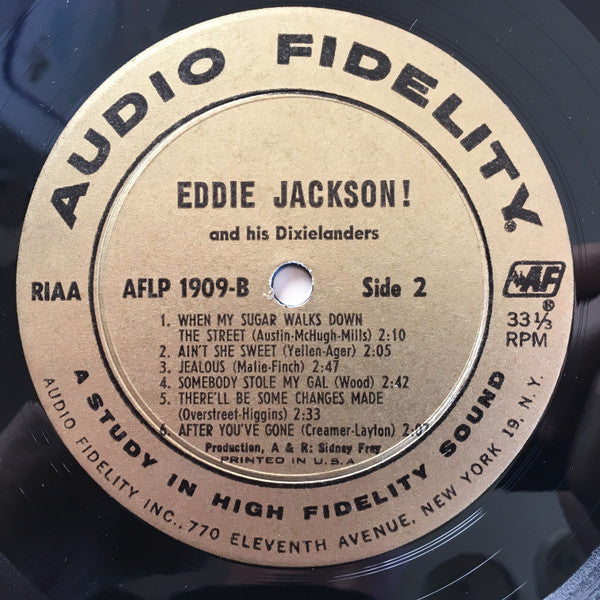 AUDIO FIDELITY®
EDDIE JACKSON!
and his Dixielanders
RIAA
AFLP 1909-B
Side 2
AF®
33 1/3
RPM
1. WHEN MY SUGAR WALKS DOWN
THE STREET (Austin-McHugh-Mills) 2:10
2. AIN'T SHE SWEET (Yellen-Ager) 2:05
3. JEALOUS (Malie-Finch) 2:47
4. SOMEBODY STOLE MY GAL (Wood) 2:42
5. THERE'LL BE SOME CHANGES MADE
(Overstreet-Higgins) 2:33
6. AFTER YOU'VE GONE (Creamer-Layton)
Production, A & R: Sidney Frey
PRINTED IN U.S.A.
A STUDY IN HIGH FIDELITY SOUND
AUDIO FIDELITY INC., 770 ELEVENTH AVENUE, NEW YORK 19, N.Y.